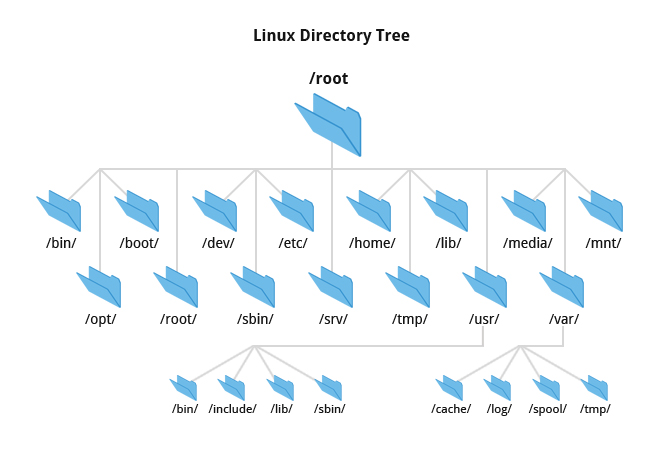 Linux Directory Tree
/root
/bin/ /boot/ /dev/ /etc/ /home/ /lib/ /media/ /mnt/
/opt/ /root/ /sbin/ /srv/ /tmp/ /usr/ /var/
/bin/ /include/ /lib/ /sbin/ /cache/ /log/ /spool/ /tmp/